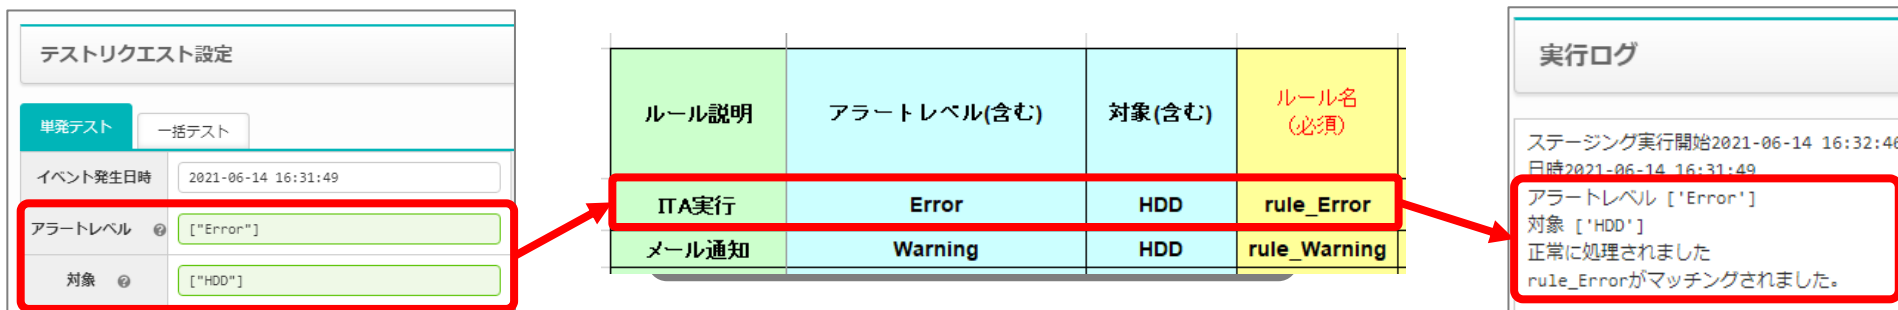 テストリクエスト設定
単発テスト 一括テスト
イベント発生日時 2021-06-14 16:31:49
アラートレベル ["Error"]
対象 ["HDD"]
ルール説明 アラートレベル(含む) 対象(含む) ルール名
(必須)
ITA実行 Error HDD rule_Error
メール通知 Warning HDD rule_Warning
実行ログ
ステージング実行開始2021-06-14 16:32:46
日時2021-06-14 16:31:49
アラートレベル ['Error']
対象 ['HDD']
正常に処理されました
rule_Errorがマッチングされました。